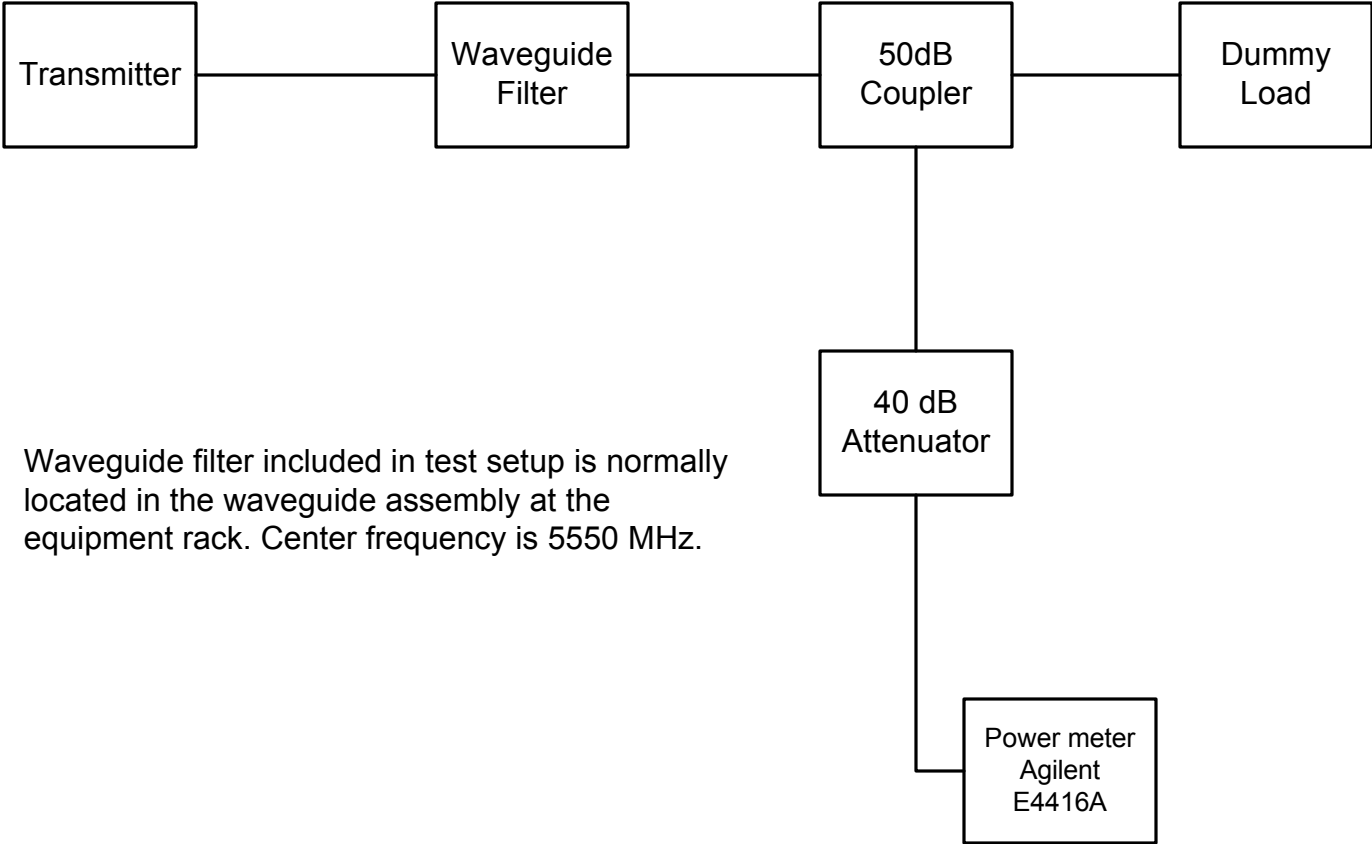 Transmitter
Waveguide
Filter
50dB
Coupler
Dummy
Load
40 dB
Attenuator
Waveguide filter included in test setup is normally
located in the waveguide assembly at the
equipment rack. Center frequency is 5550 MHz.
Power meter
Agilent
E4416A